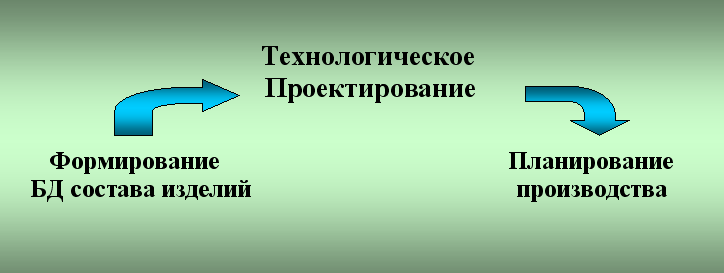 Технологическое
Проектирование
Формирование
БД состава изделий
Планирование
производства